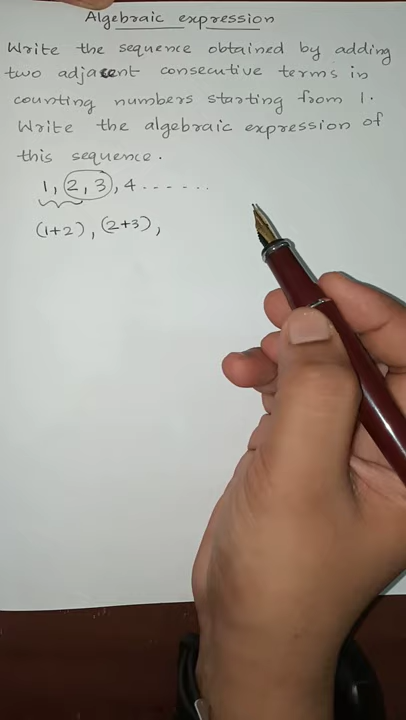 Algebraic expression
Write the sequence obtained by adding
two adjacent consecutive terms in
counting numbers starting from 1.
Write the algebraic expression of
this sequence.
1, 2, 3, 4 . . . . . .
(1+2), (2+3),